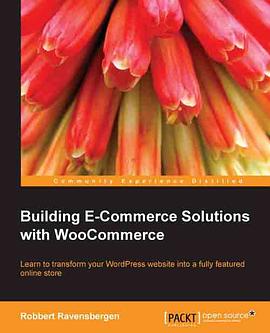 Community Experience Distilled
Building E-Commerce Solutions
with WooCommerce
Learn to transform your WordPress website into a fully featured
online store
Robbert Ravensbergen
[PACKT] open source*
PUBLISHING